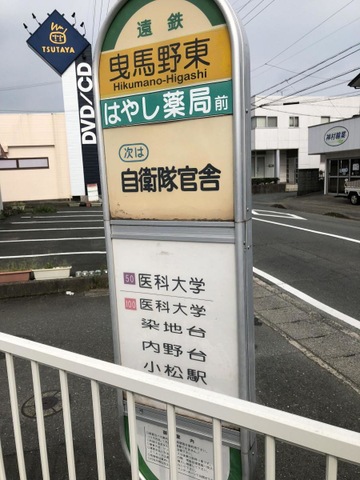 TSUTAYA
DVD/CD
遠鉄
曳馬野東
Hikumano-Higashi
はやし薬局前
次は
自衛隊官舎
50 医科大学
100 医科大学
染地台
内野台
小松駅